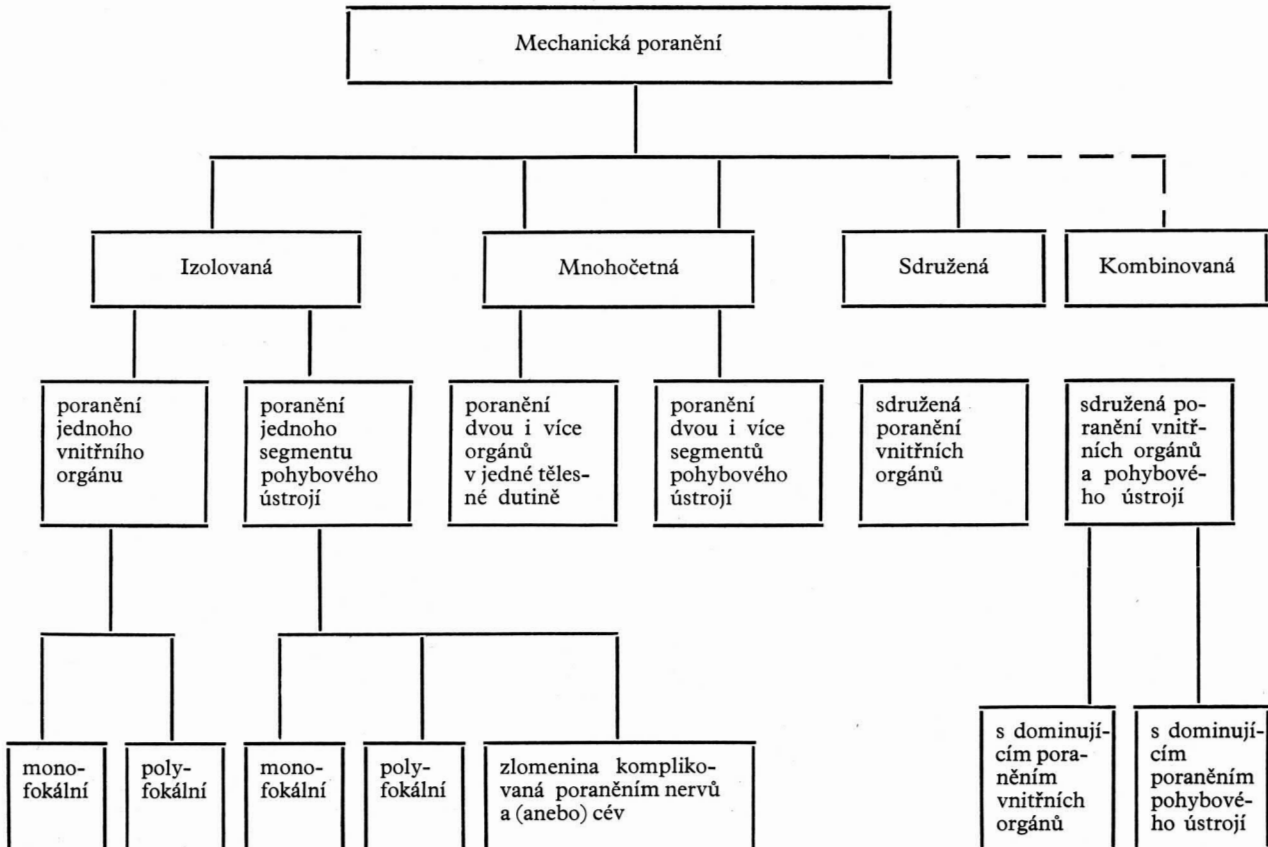 Mechanická poranění
Izolovaná
Mnohočetná
Sdružená
Kombinovaná
poranění
jednoho
vnitřního
orgánu
poranění
jednoho
segmentu
pohybového
ústrojí
poranění
dvou i více
orgánů
v jedné těles-
né dutině
poranění
dvou i více
segmentů
pohybového
ústrojí
sdružená
poranění
vnitřních
orgánů
sdružená po-
ranění vnitř-
ních orgánů
a pohybové-
ho ústrojí
mono-
fokální
poly-
fokální
mono-
fokální
poly-
fokální
zlomenina kompliko-
vaná poraněním nervů
a (anebo) cév
s dominují-
cím pora-
něním
vnitřních
orgánů
s dominují-
cím
poraněním
pohybové-
ho ústrojí